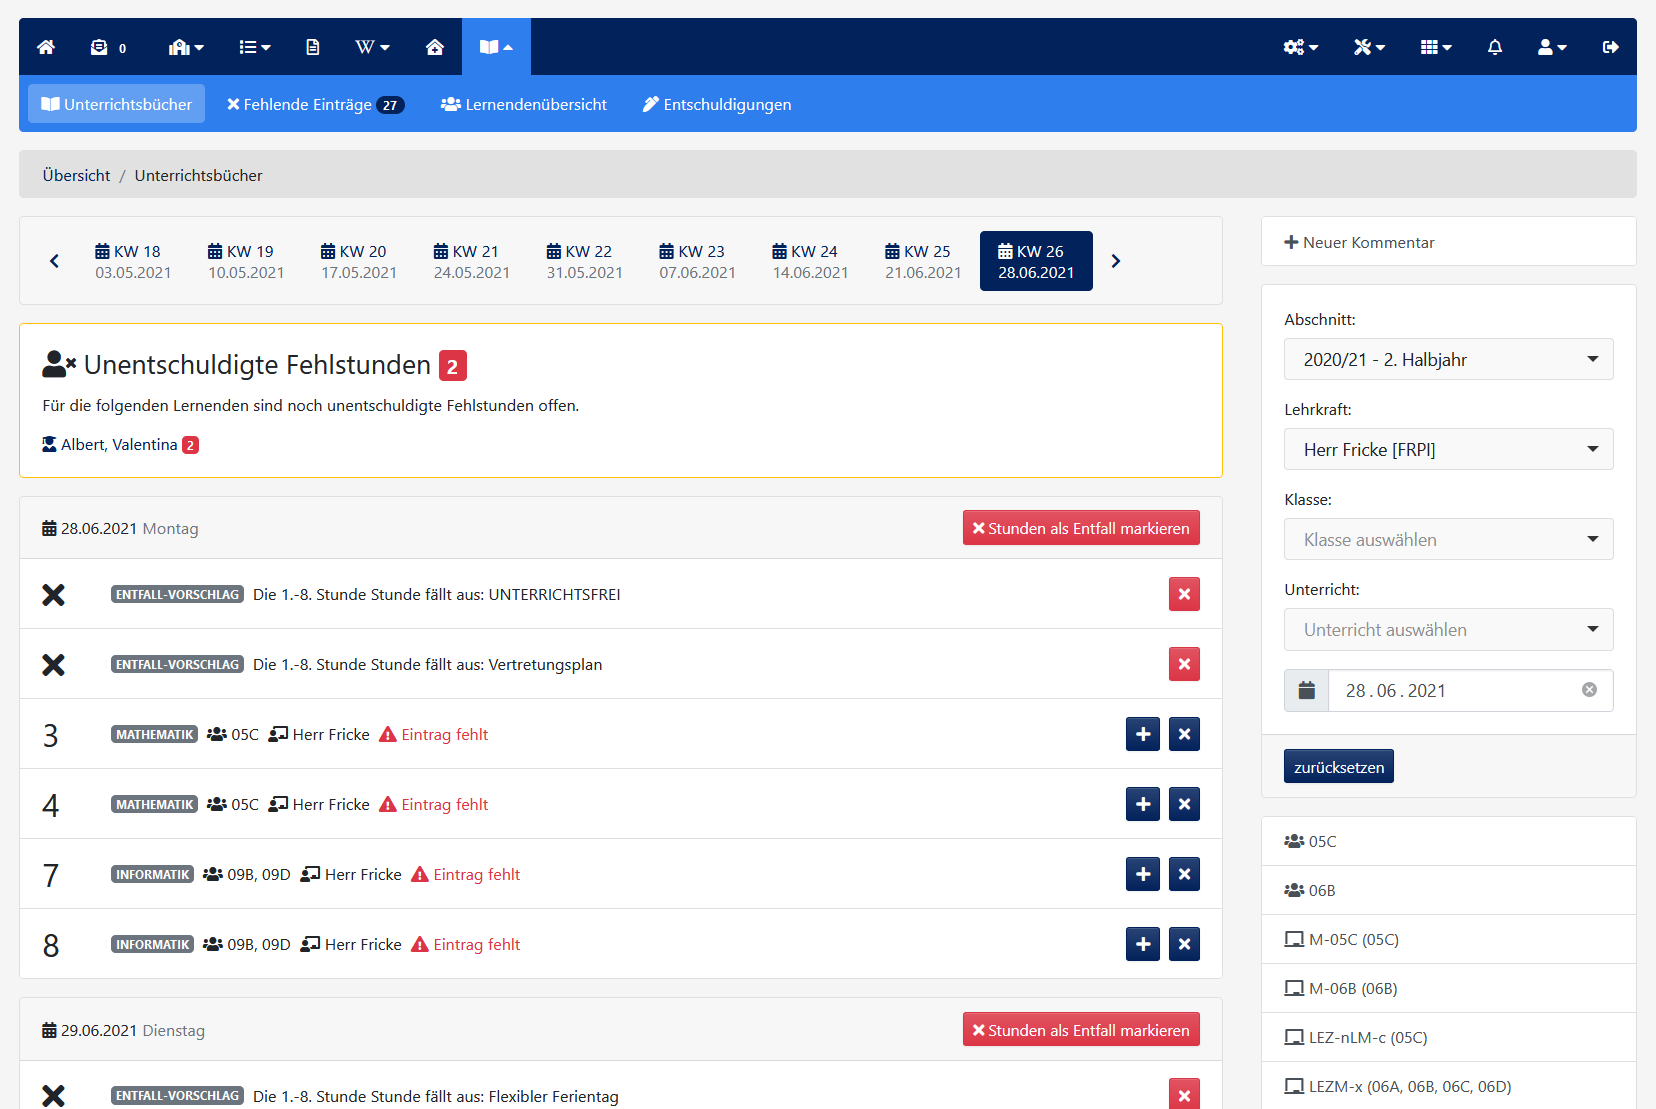 0
Unterrichtsbücher Fehlende Einträge 27 Lernendenübersicht Entschuldigungen
Übersicht / Unterrichtsbücher
KW 18 KW 19 KW 20 KW 21 KW 22 KW 23 KW 24 KW 25 KW 26
03.05.2021 10.05.2021 17.05.2021 24.05.2021 31.05.2021 07.06.2021 14.06.2021 21.06.2021 28.06.2021
Unentschuldigte Fehlstunden 2
Für die folgenden Lernenden sind noch unentschuldigte Fehlstunden offen.
Albert, Valentina 2
28.06.2021 Montag Stunden als Entfall markieren
ENTFALL-VORSCHLAG Die 1.-8. Stunde Stunde fällt aus: UNTERRICHTSFREI
ENTFALL-VORSCHLAG Die 1.-8. Stunde Stunde fällt aus: Vertretungsplan
3 MATHEMATIK 05C Herr Fricke Eintrag fehlt
4 MATHEMATIK 05C Herr Fricke Eintrag fehlt
7 INFORMATIK 09B, 09D Herr Fricke Eintrag fehlt
8 INFORMATIK 09B, 09D Herr Fricke Eintrag fehlt
29.06.2021 Dienstag Stunden als Entfall markieren
ENTFALL-VORSCHLAG Die 1.-8. Stunde Stunde fällt aus: Flexibler Ferientag
Neuer Kommentar
Abschnitt:
2020/21 - 2. Halbjahr
Lehrkraft:
Herr Fricke [FRPI]
Klasse:
Klasse auswählen
Unterricht:
Unterricht auswählen
28.06.2021
zurücksetzen
05C
06B
M-05C (05C)
M-06B (06B)
LEZ-nLM-c (05C)
LEZM-x (06A, 06B, 06C, 06D)